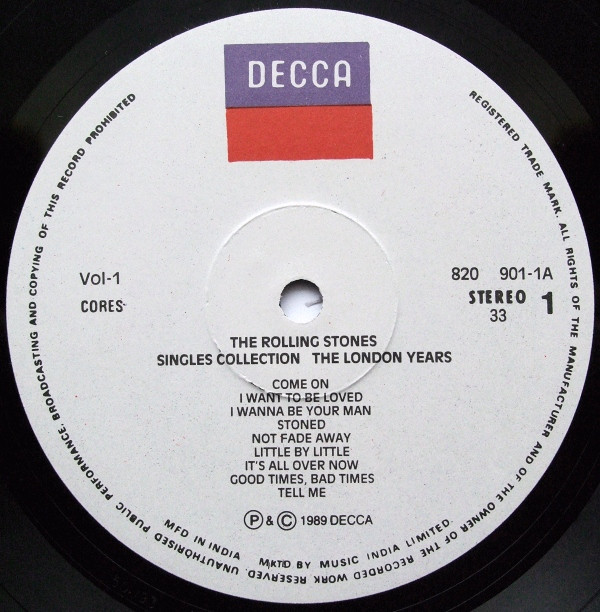 DECCA
REGISTERED TRADE MARK. ALL RIGHTS OF THE MANUFACTURER AND OF THE OWNER OF THE RECORDED WORK RESERVED. UNAUTHORISED PUBLIC PERFORMANCE, BROADCASTING AND COPYING OF THIS RECORD PROHIBITED
Vol-1
CORES
820 901-1A
STEREO 1
33
THE ROLLING STONES
SINGLES COLLECTION THE LONDON YEARS
COME ON
I WANT TO BE LOVED
I WANNA BE YOUR MAN
STONED
NOT FADE AWAY
LITTLE BY LITTLE
IT'S ALL OVER NOW
GOOD TIMES, BAD TIMES
TELL ME
Ⓟ & © 1989 DECCA
MFD IN INDIA MKTD BY MUSIC INDIA LIMITED.